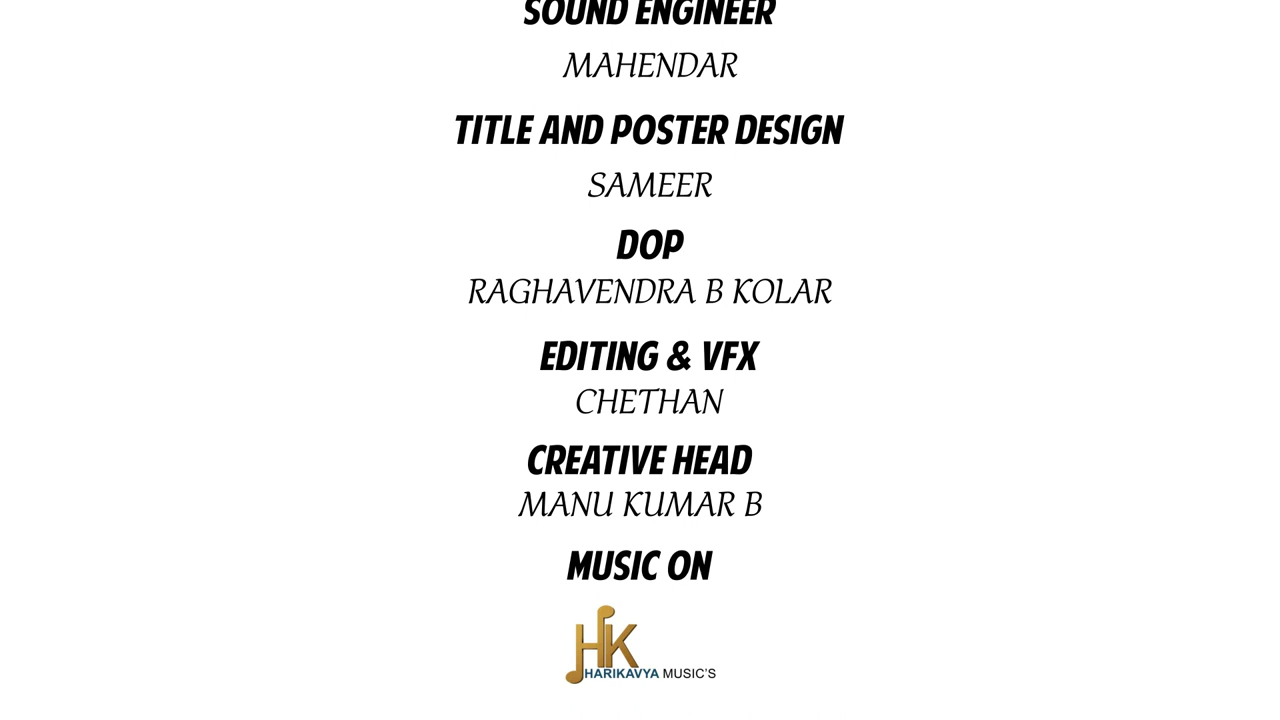 SOUND ENGINEER
MAHENDAR
TITLE AND POSTER DESIGN
SAMEER
DOP
RAGHAVENDRA B KOLAR
EDITING & VFX
CHETHAN
CREATIVE HEAD
MANU KUMAR B
MUSIC ON
HK
HARIKAVYA MUSIC'S